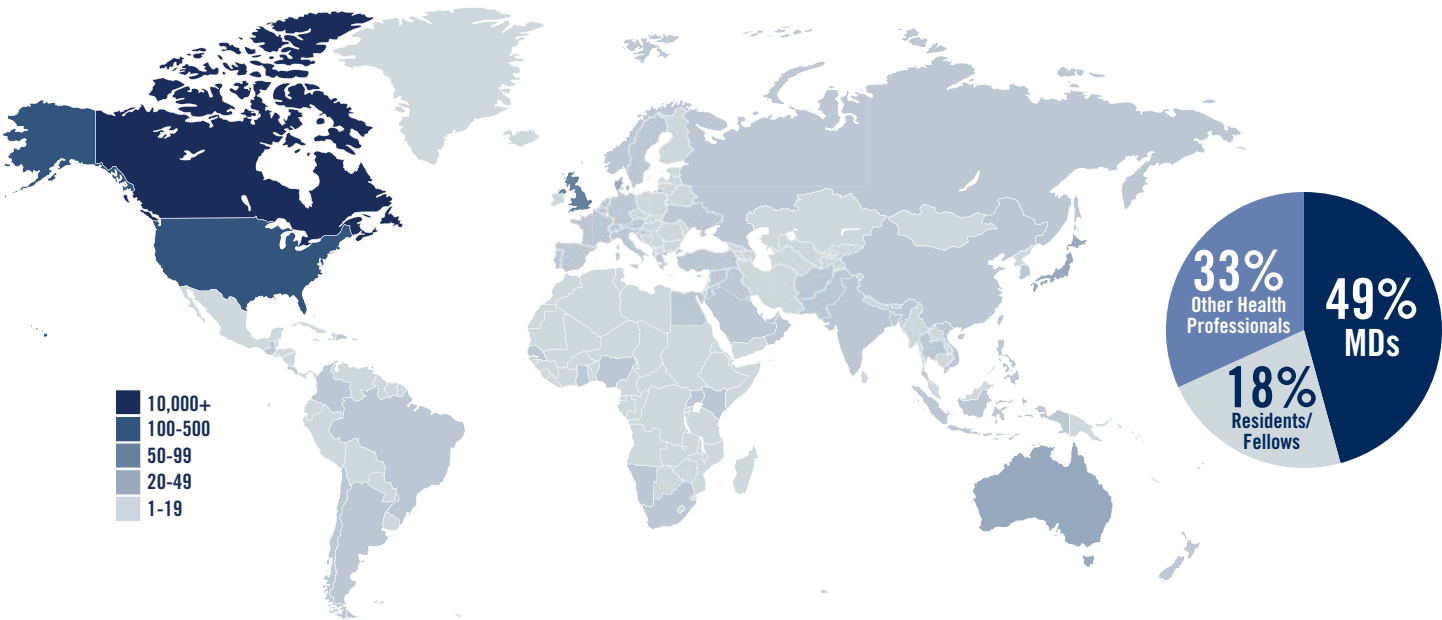 10,000+
100-500
50-99
20-49
1-19
33%
Other Health
Professionals
49%
MDs
18%
Residents/
Fellows